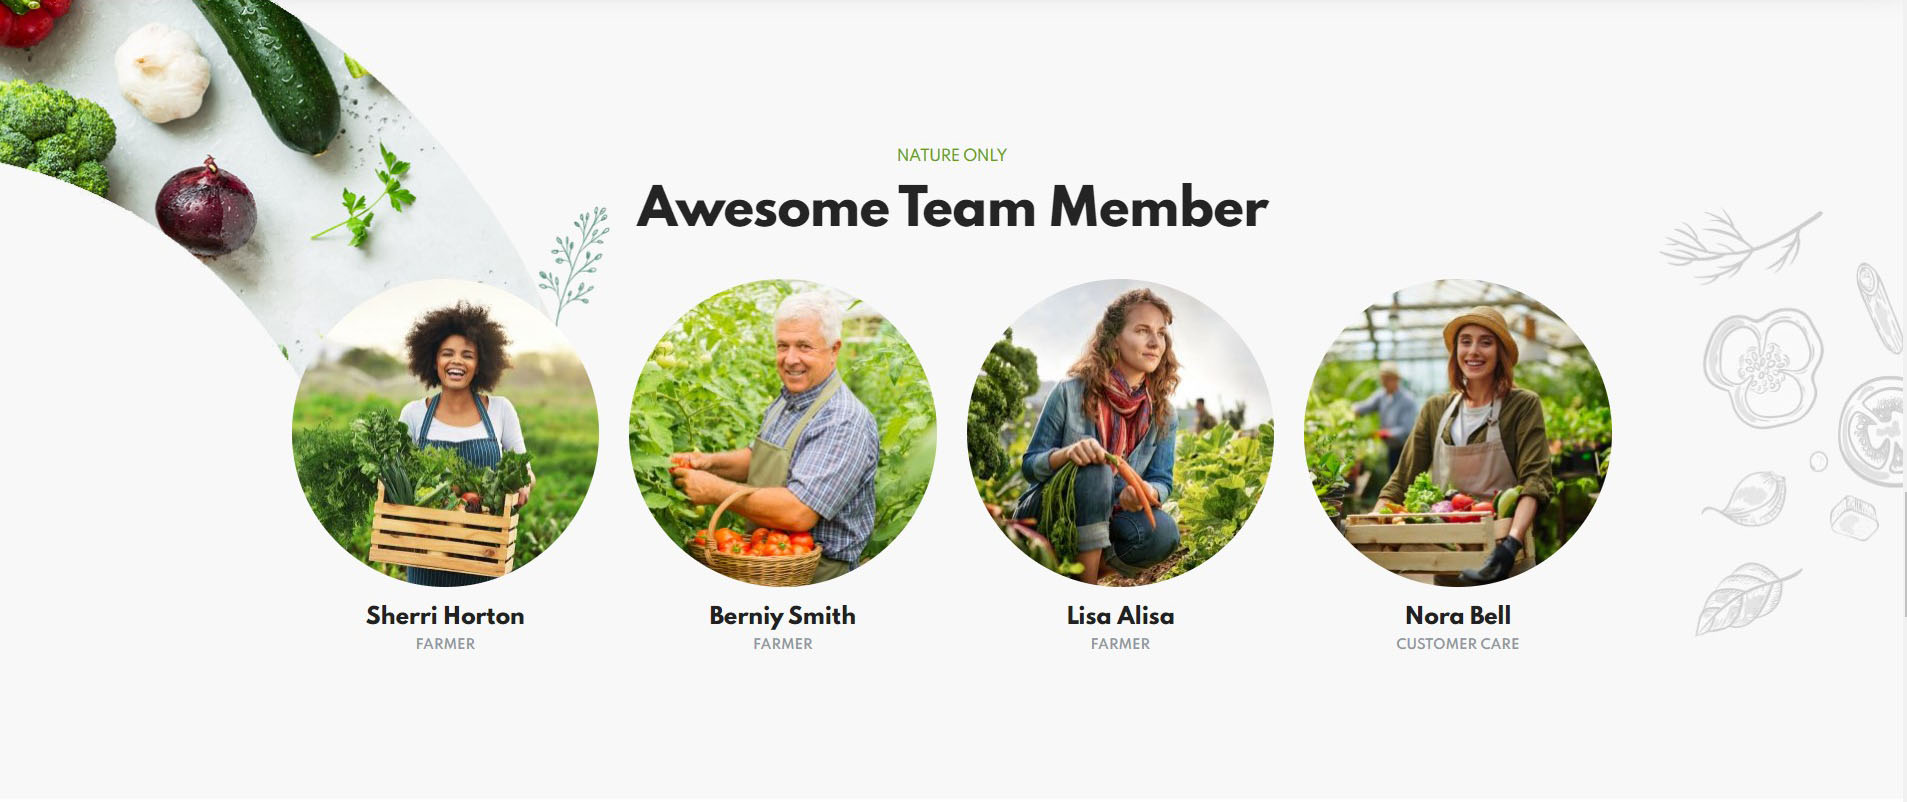 NATURE ONLY
Awesome Team Member
Sherri Horton
FARMER
Berniy Smith
FARMER
Lisa Alisa
FARMER
Nora Bell
CUSTOMER CARE